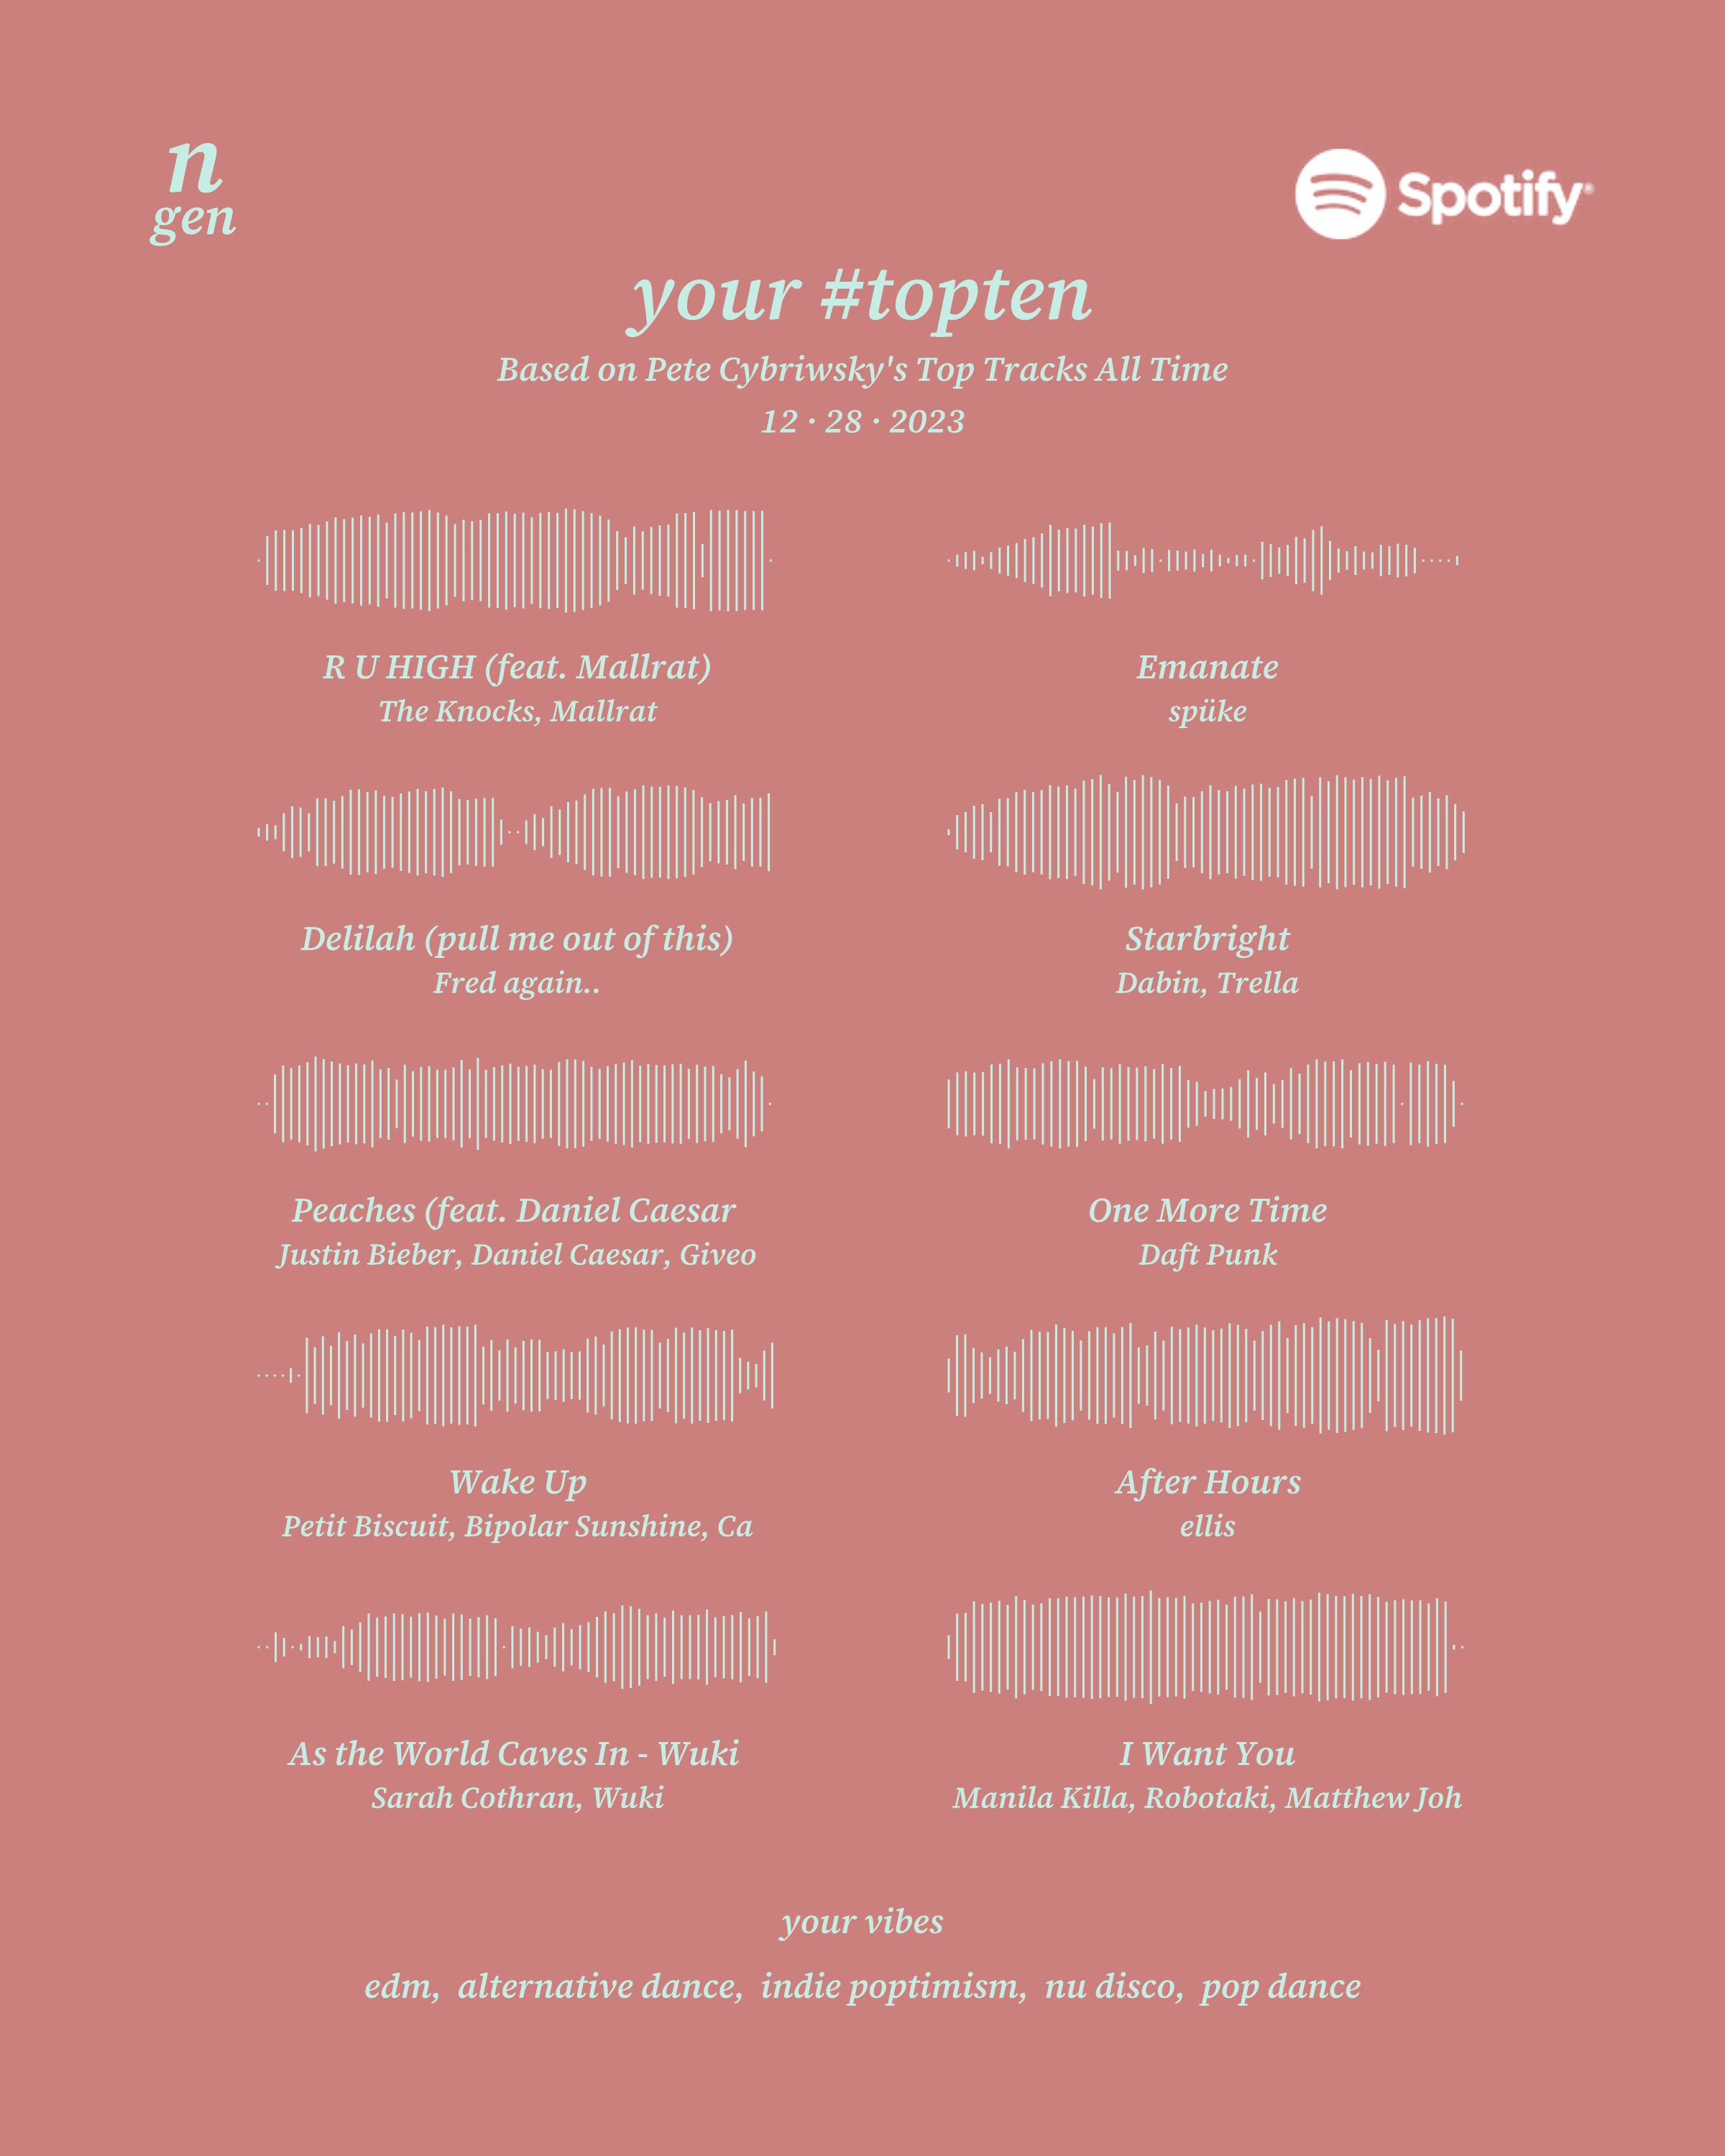 n
gen
Spotify®
your #topten
Based on Pete Cybriwsky's Top Tracks All Time
12 · 28 · 2023
R U HIGH (feat. Mallrat)
The Knocks, Mallrat
Emanate
spüke
Delilah (pull me out of this)
Fred again..
Starbright
Dabin, Trella
Peaches (feat. Daniel Caesar
Justin Bieber, Daniel Caesar, Giveo
One More Time
Daft Punk
Wake Up
Petit Biscuit, Bipolar Sunshine, Ca
After Hours
ellis
As the World Caves In - Wuki
Sarah Cothran, Wuki
I Want You
Manila Killa, Robotaki, Matthew Joh
your vibes
edm, alternative dance, indie poptimism, nu disco, pop dance